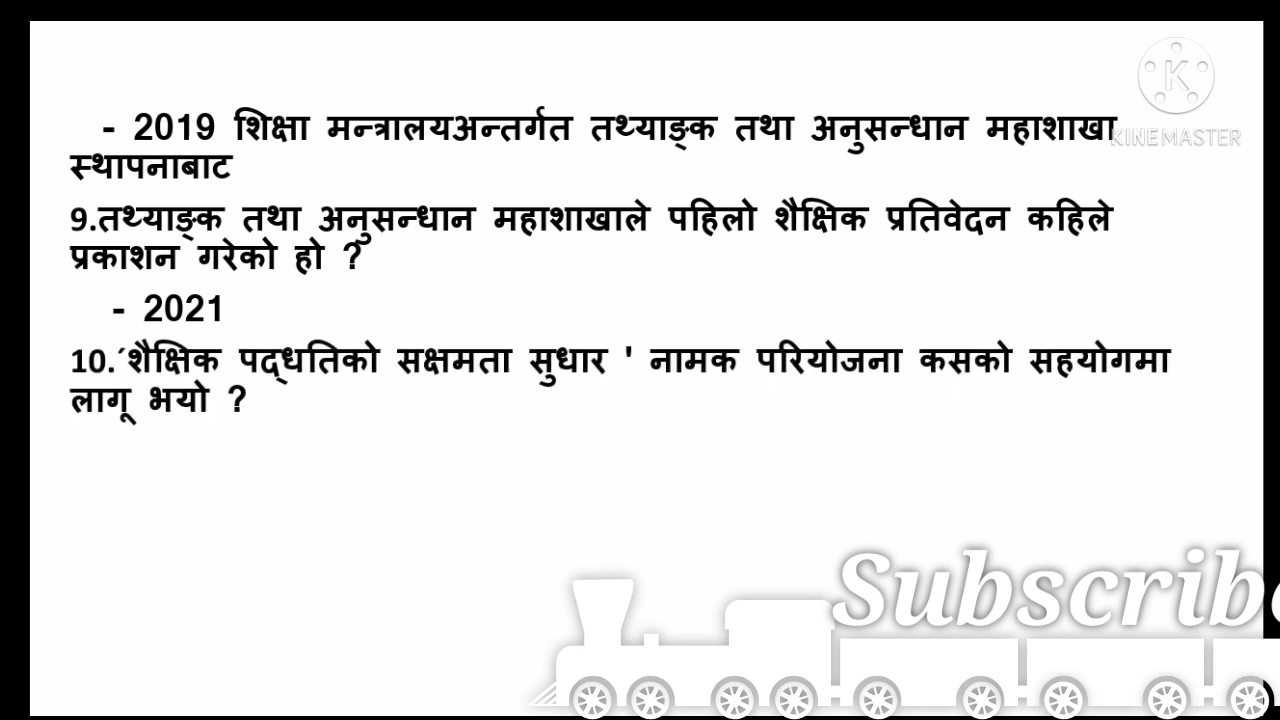 - 2019 शिक्षा मन्त्रालयअन्तर्गत तथ्याङ्क तथा अनुसन्धान महाशाखा
स्थापनाबाट
9.तथ्याङ्क तथा अनुसन्धान महाशाखाले पहिलो शैक्षिक प्रतिवेदन कहिले
प्रकाशन गरेको हो ?
- 2021
10.´शैक्षिक पद्धतिको सक्षमता सुधार ' नामक परियोजना कसको सहयोगमा
लागू भयो ?
K
KINEMASTER
Subscribe